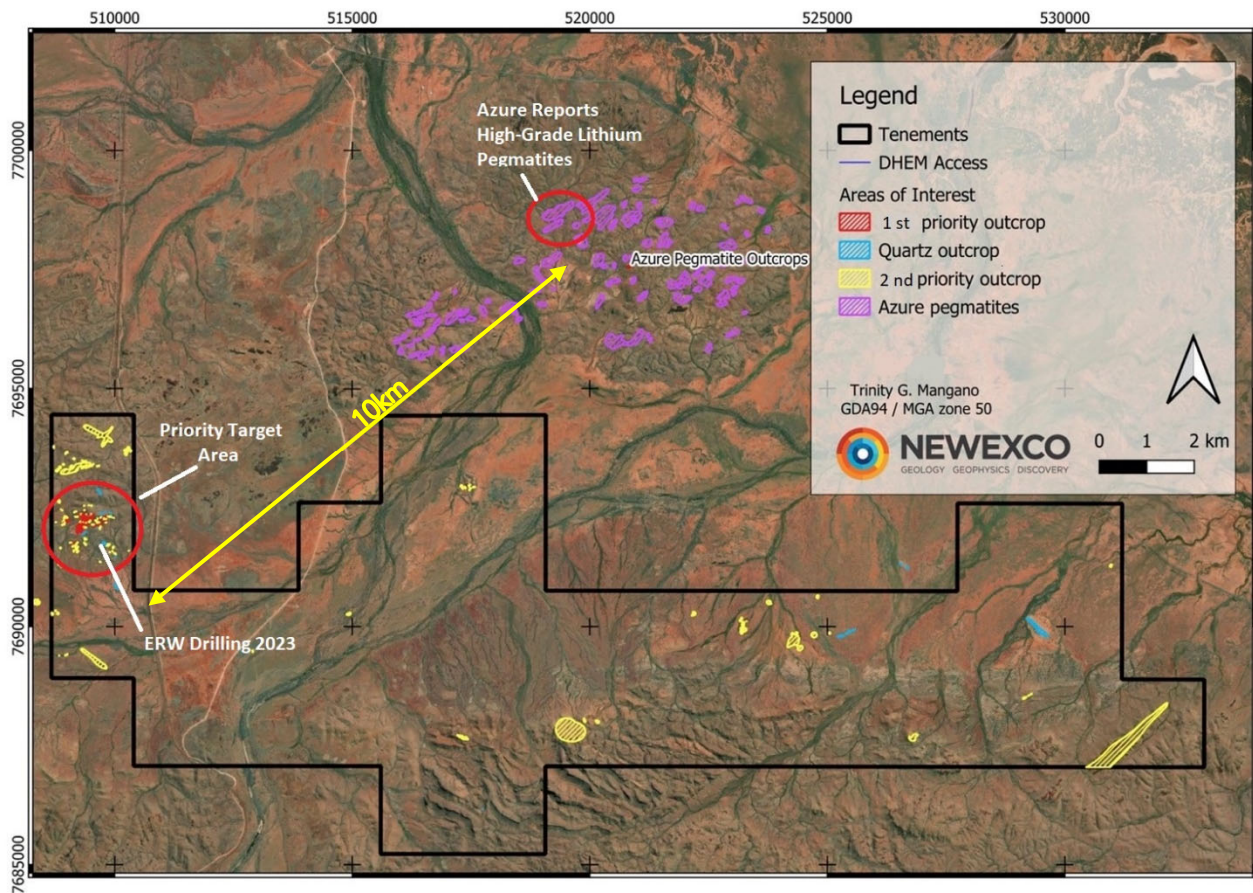 510000
515000
520000
525000
530000
7700000
7695000
7690000
7685000
Azure Reports
High-Grade Lithium
Pegmatites
Azure Pegmatite Outcrops
10km
Priority Target
Area
ERW Drilling 2023
Legend
Tenements
DHEM Access
Areas of Interest
1 st priority outcrop
Quartz outcrop
2 nd priority outcrop
Azure pegmatites
Trinity G. Mangano
GDA94 / MGA zone 50
NEWEXCO
GEOLOGY GEOPHYSICS DISCOVERY
0 1 2 km